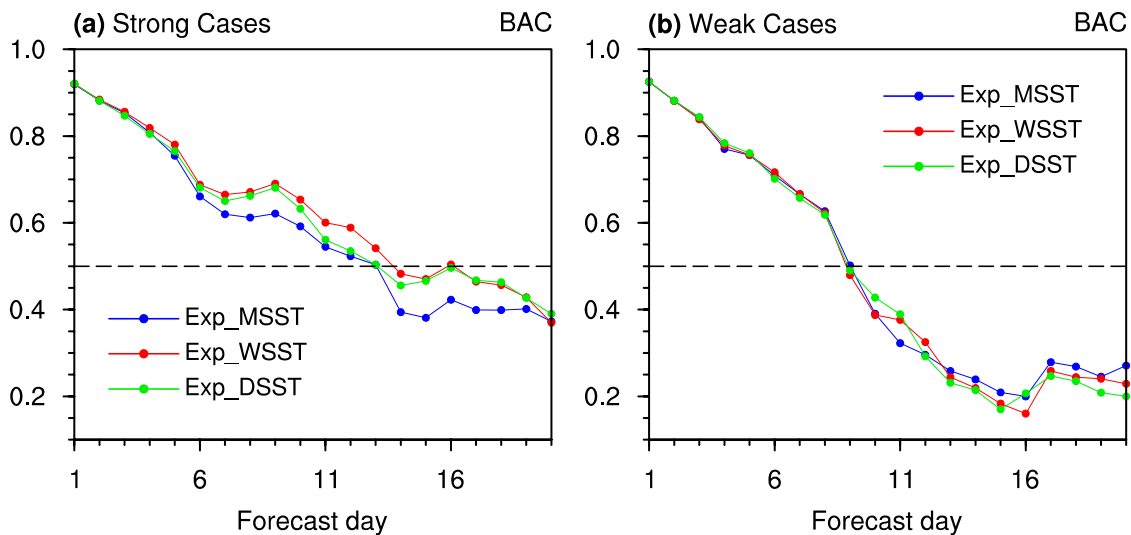 (a) Strong Cases BAC
1.0
0.8
0.6
0.4
0.2
Exp_MSST
Exp_WSST
Exp_DSST
1 6 11 16
Forecast day
(b) Weak Cases BAC
1.0
0.8
0.6
0.4
0.2
Exp_MSST
Exp_WSST
Exp_DSST
1 6 11 16
Forecast day